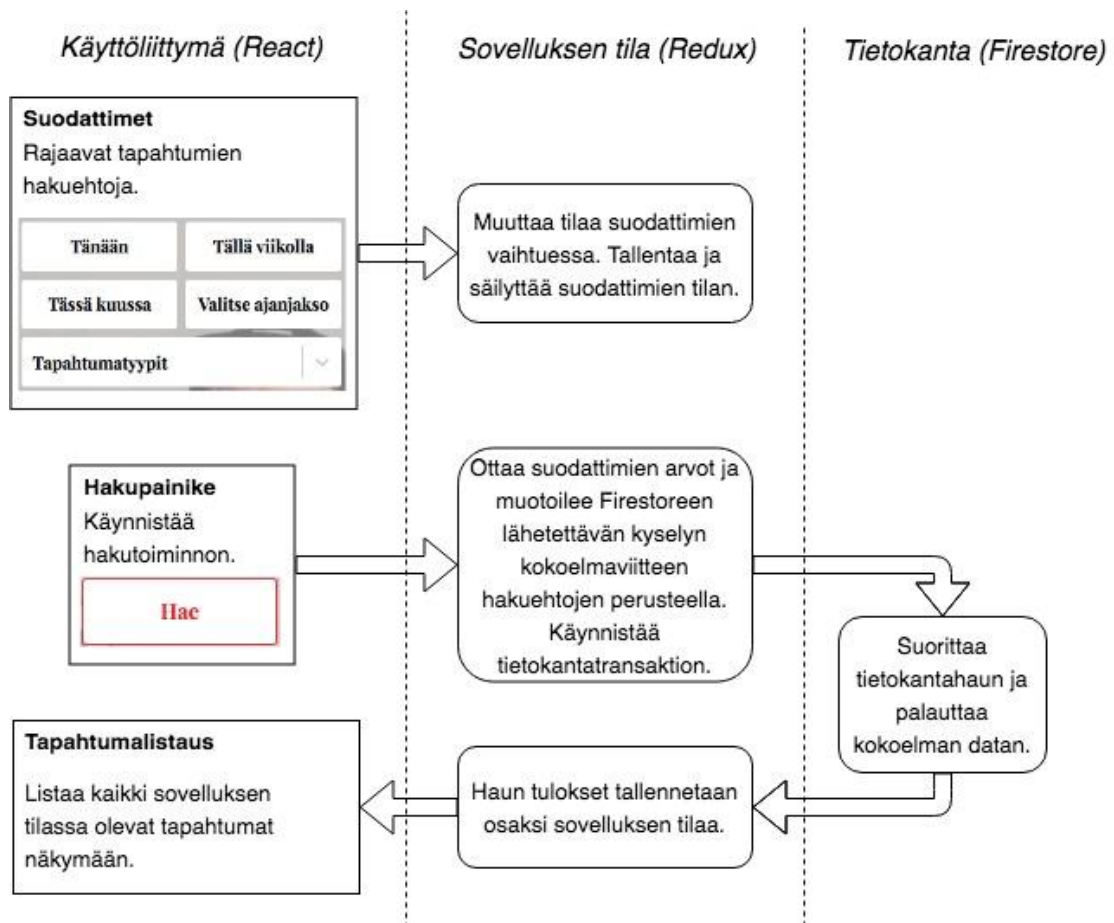 Käyttöliittymä (React)
Sovelluksen tila (Redux)
Tietokanta (Firestore)
Suodattimet
Rajaavat tapahtumien
hakuehtoja.
Tänään
Tällä viikolla
Tässä kuussa
Valitse ajanjakso
Tapahtumatyypit
Muuttaa tilaa suodattimien
vaihtuessa. Tallentaa ja
säilyttää suodattimien tilan.
Hakupainike
Käynnistää
hakutoiminnon.
Hae
Ottaa suodattimien arvot ja
muotoilee Firestoreen
lähetettävän kyselyn
kokoelmaviitteen
hakuehtojen perusteella.
Käynnistää
tietokantatransaktion.
Suorittaa
tietokantahaun ja
palauttaa
kokoelman datan.
Haun tulokset tallennetaan
osaksi sovelluksen tilaa.
Tapahtumalistaus
Listaa kaikki sovelluksen
tilassa olevat tapahtumat
näkymään.